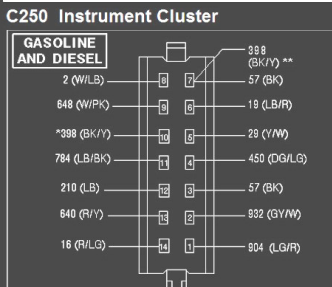 C250 Instrument Cluster
GASOLINE
AND DIESEL
398
(BK/Y) **
2 (W/LB) 8 7 57 (BK)
648 (W/PK) 9 6 19 (LB/R)
*398 (BK/Y) 10 5 29 (Y/W)
784 (LB/BK) 11 4 450 (DG/LG)
210 (LB) 12 3 57 (BK)
640 (R/Y) 13 2 932 (GY/W)
16 (R/LG) 14 1 904 (LG/R)